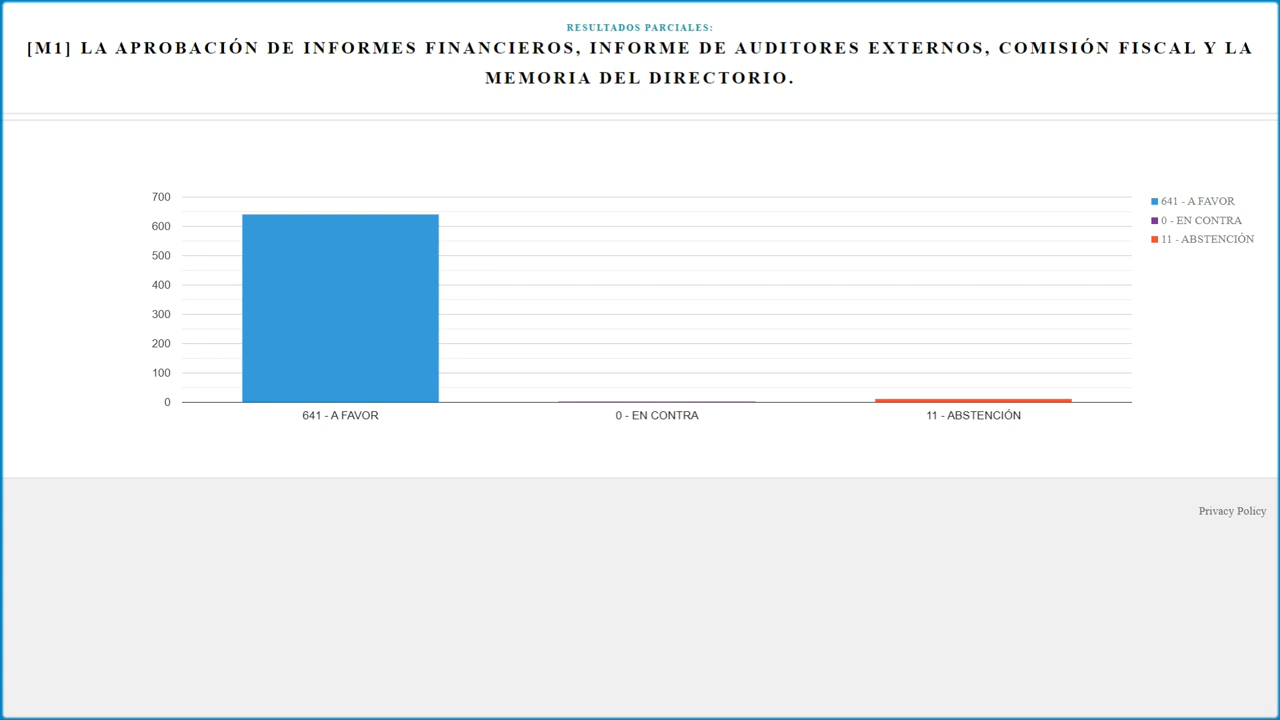 RESULTADOS PARCIALES:
[M1] LA APROBACIÓN DE INFORMES FINANCIEROS, INFORME DE AUDITORES EXTERNOS, COMISIÓN FISCAL Y LA
MEMORIA DEL DIRECTORIO.
700
600
500
400
300
200
100
0
641 - A FAVOR
0 - EN CONTRA
11 - ABSTENCIÓN
641 - A FAVOR
0 - EN CONTRA
11 - ABSTENCIÓN
Privacy Policy